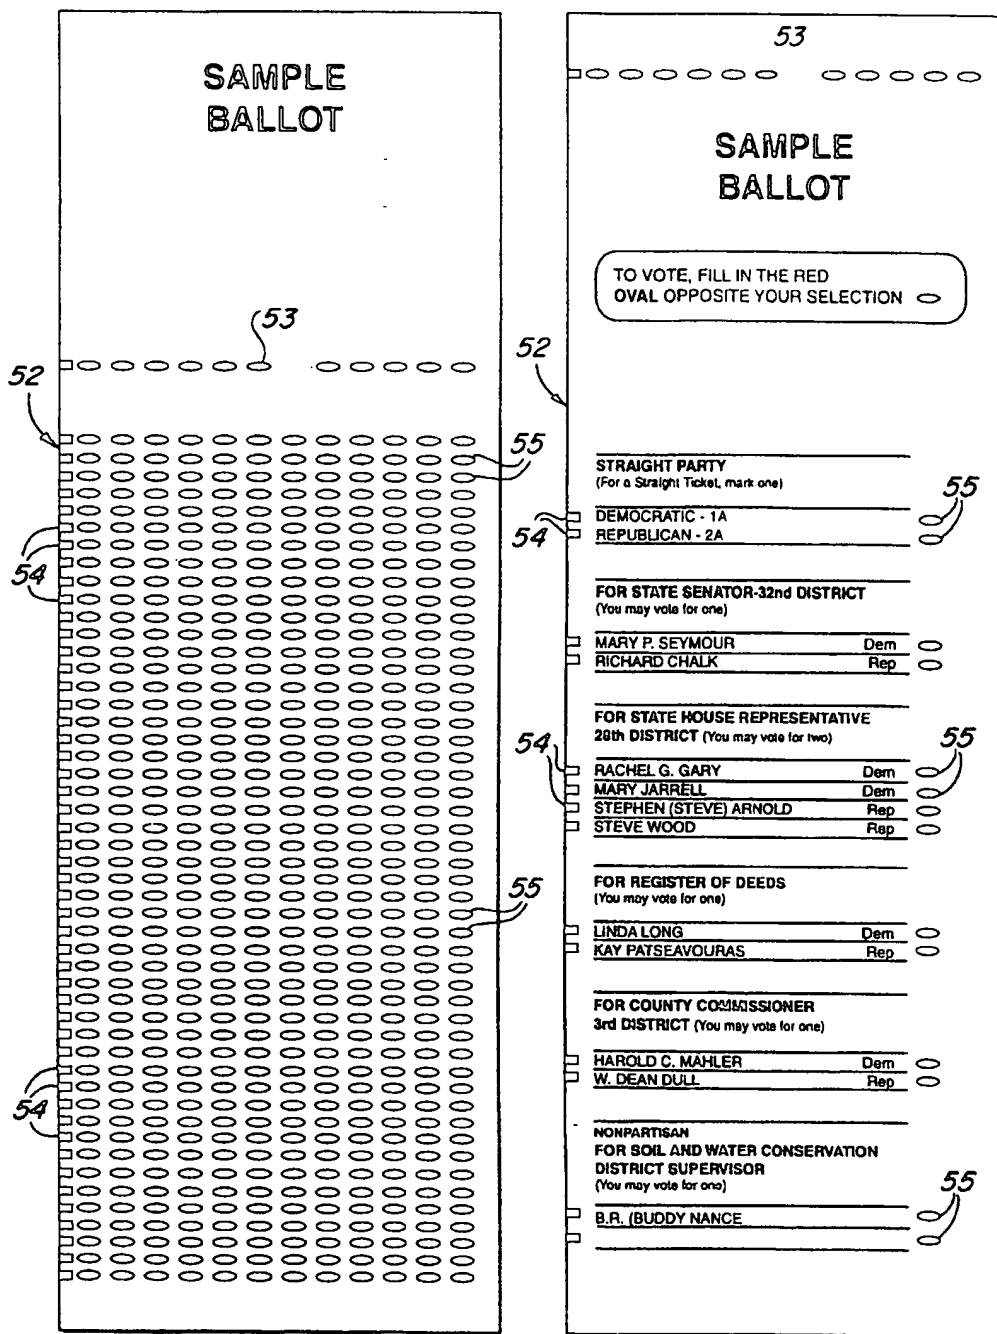 SAMPLE
BALLOT
53
52
55
54
55
54
53
SAMPLE
BALLOT
TO VOTE, FILL IN THE RED
OVAL OPPOSITE YOUR SELECTION
52
STRAIGHT PARTY
(For a Straight Ticket, mark one)
55
54
DEMOCRATIC - 1A
REPUBLICAN - 2A
FOR STATE SENATOR-32nd DISTRICT
(You may vote for one)
MARY P. SEYMOUR Dem
RICHARD CHALK Rep
FOR STATE HOUSE REPRESENTATIVE
28th DISTRICT (You may vote for two)
54
55
RACHEL G. GARY Dem
MARY JARRELL Dem
STEPHEN (STEVE) ARNOLD Rep
STEVE WOOD Rep
FOR REGISTER OF DEEDS
(You may vote for one)
LINDA LONG Dem
KAY PATSEAVOURAS Rep
FOR COUNTY COMMISSIONER
3rd DISTRICT (You may vote for one)
HAROLD C. MAHLER Dem
W. DEAN DULL Rep
NONPARTISAN
FOR SOIL AND WATER CONSERVATION
DISTRICT SUPERVISOR
(You may vote for one)
55
B.R. (BUDDY NANCE